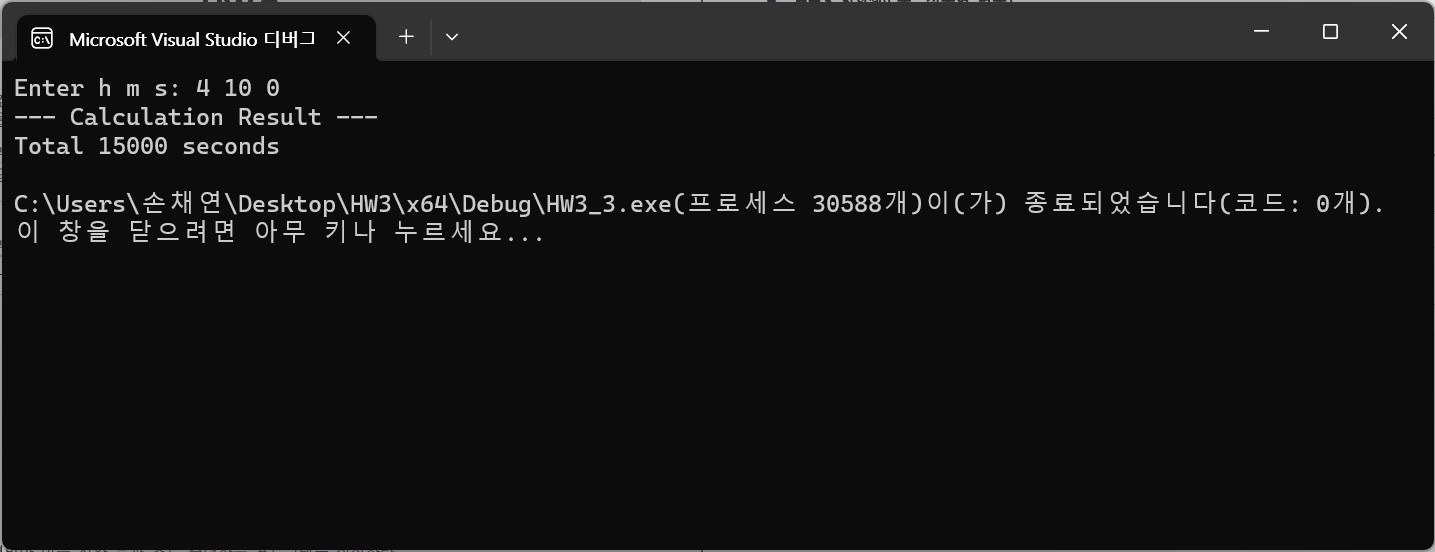 Microsoft Visual Studio 디버그
Enter h m s: 4 10 0
--- Calculation Result ---
Total 15000 seconds
C:\Users\손채연\Desktop\HW3\x64\Debug\HW3_3.exe(프로세스 30588개)이(가) 종료되었습니다(코드: 0개).
이 창을 닫으려면 아무 키나 누르세요...